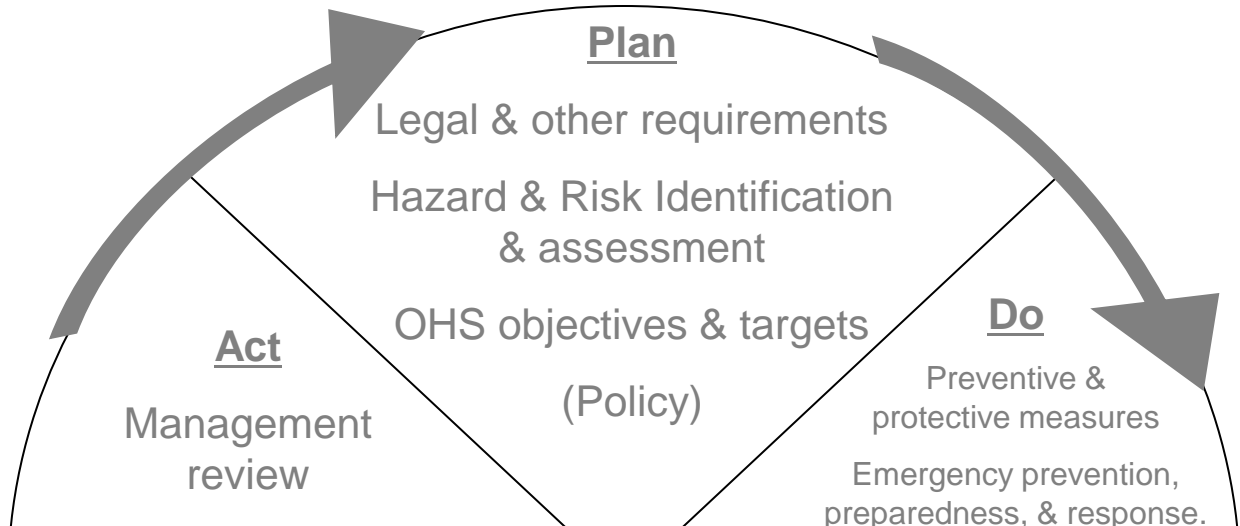 Plan
Legal & other requirements
Hazard & Risk Identification
& assessment
OHS objectives & targets
(Policy)
Do
Preventive &
protective measures
Emergency prevention,
preparedness, & response.
Act
Management
review